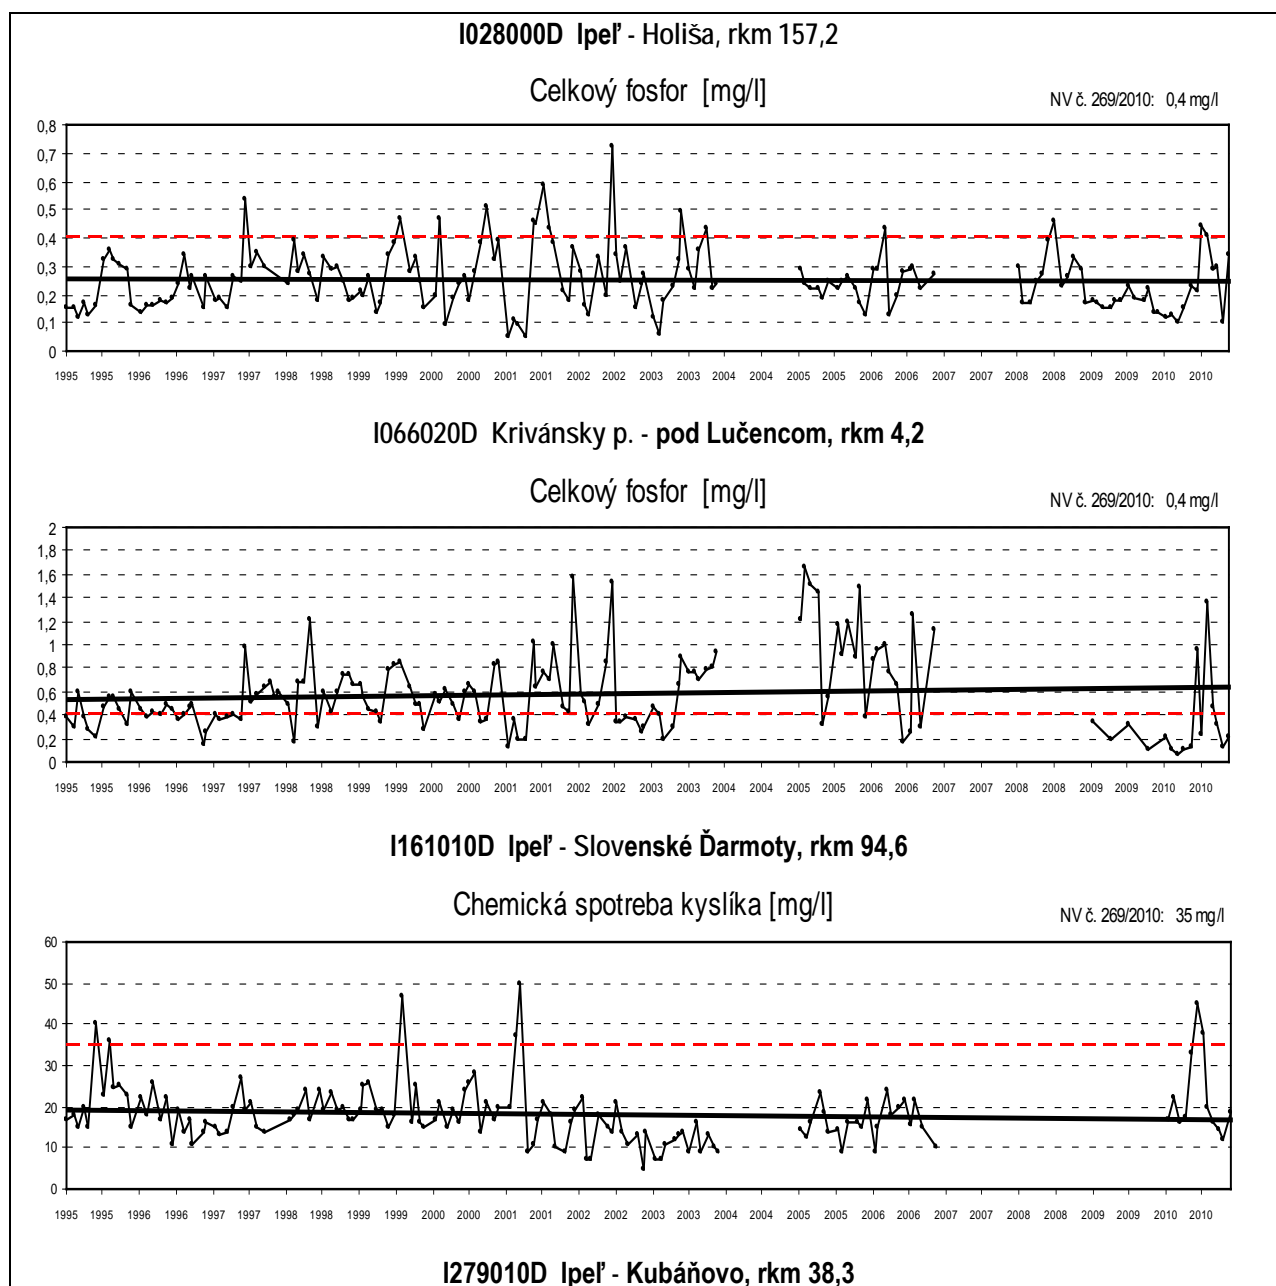 I028000D Ipeľ - Holiša, rkm 157,2
Celkový fosfor [mg/l]
NV č. 269/2010: 0,4 mg/l
0,8
0,7
0,6
0,5
0,4
0,3
0,2
0,1
0
1995 1995 1996 1996 1997 1997 1998 1998 1999 1999 2000 2000 2001 2001 2002 2002 2003 2003 2004 2004 2005 2005 2006 2006 2007 2007 2008 2008 2009 2009 2010 2010
I066020D Krivánsky p. - pod Lučencom, rkm 4,2
Celkový fosfor [mg/l]
NV č. 269/2010: 0,4 mg/l
2
1,8
1,6
1,4
1,2
1
0,8
0,6
0,4
0,2
0
1995 1995 1996 1996 1997 1997 1998 1998 1999 1999 2000 2000 2001 2001 2002 2002 2003 2003 2004 2004 2005 2005 2006 2006 2007 2007 2008 2008 2009 2009 2010 2010
I161010D Ipeľ - Slovenské Ďarmoty, rkm 94,6
Chemická spotreba kyslíka [mg/l]
NV č. 269/2010: 35 mg/l
60
50
40
30
20
10
0
1995 1995 1996 1996 1997 1997 1998 1998 1999 1999 2000 2000 2001 2001 2002 2002 2003 2003 2004 2004 2005 2005 2006 2006 2007 2007 2008 2008 2009 2009 2010 2010
I279010D Ipeľ - Kubáňovo, rkm 38,3